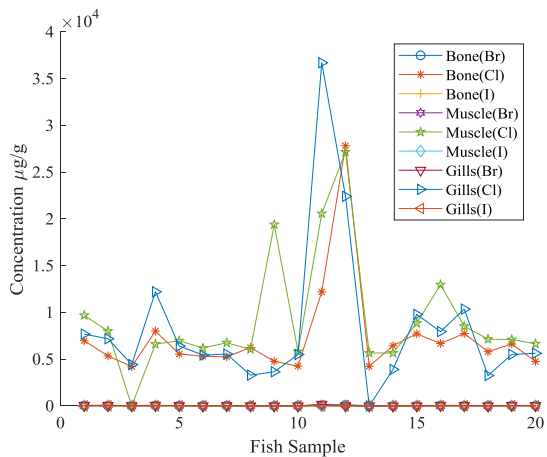 ×10⁴
4
3.5
3
2.5
2
1.5
1
0.5
0
0 5 10 15 20
Concentration µg/g
Fish Sample
Bone(Br)
Bone(Cl)
Bone(I)
Muscle(Br)
Muscle(Cl)
Muscle(I)
Gills(Br)
Gills(Cl)
Gills(I)